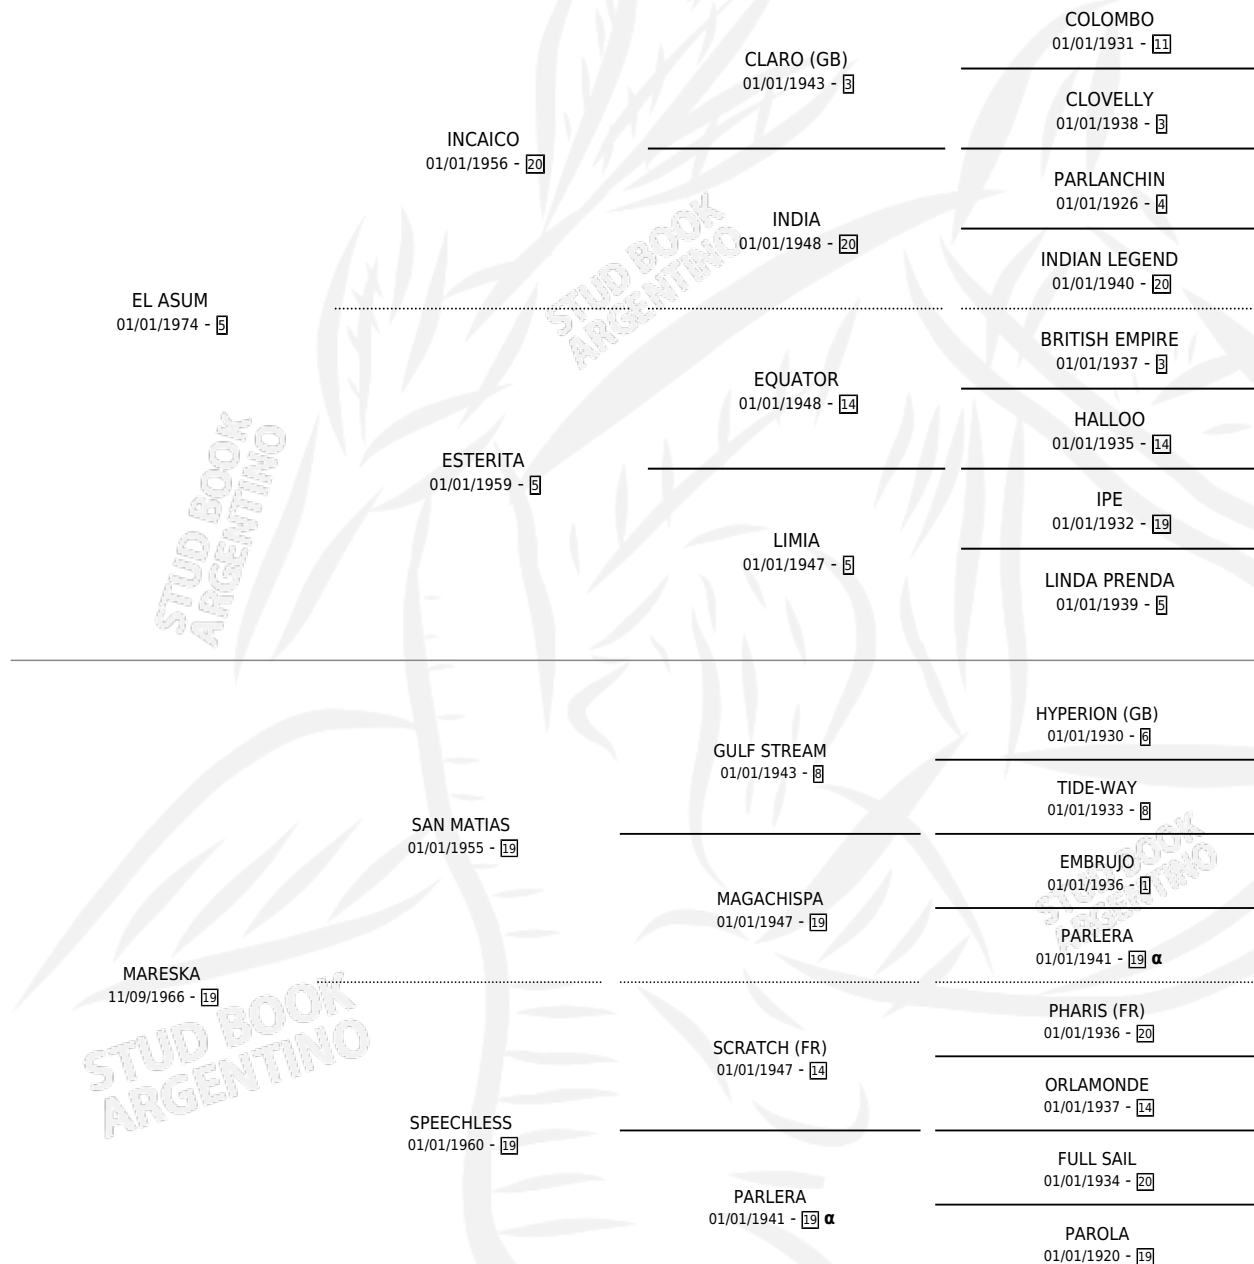 COLOMBO
01/01/1931 - 11
CLARO (GB)
01/01/1943 - 3
CLOVELLY
01/01/1938 - 3
INCAICO
01/01/1956 - 20
PARLANCHIN
01/01/1926 - 4
INDIA
01/01/1948 - 20
INDIAN LEGEND
01/01/1940 - 20
STUD BOOK
ARGENTINO
EL ASUM
01/01/1974 - 5
BRITISH EMPIRE
01/01/1937 - 3
EQUATOR
01/01/1948 - 14
HALLOO
01/01/1935 - 14
ESTERITA
01/01/1959 - 5
IPE
01/01/1932 - 19
LIMIA
01/01/1947 - 5
LINDA PRENDA
01/01/1939 - 5
STUD BOOK
ARGENTINO
HYPERION (GB)
01/01/1930 - 6
GULF STREAM
01/01/1943 - 8
TIDE-WAY
01/01/1933 - 8
SAN MATIAS
01/01/1955 - 19
EMBRUJO
01/01/1936 - 1
STUD BOOK
ARGENTINO
MAGACHISPA
01/01/1947 - 19
PARLERA
01/01/1941 - 19 α
MARESKA
11/09/1966 - 19
STUD BOOK
ARGENTINO
PHARIS (FR)
01/01/1936 - 20
SCRATCH (FR)
01/01/1947 - 14
ORLAMONDE
01/01/1937 - 14
SPEECHLESS
01/01/1960 - 19
FULL SAIL
01/01/1934 - 20
PARLERA
01/01/1941 - 19 α
PAROLA
01/01/1920 - 19